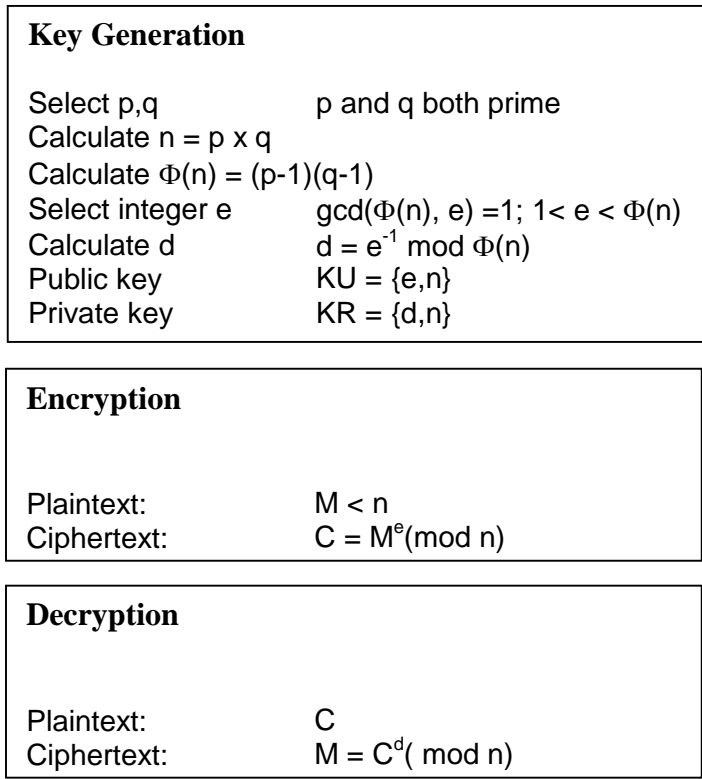 Key Generation
Select p,q p and q both prime
Calculate n = p x q
Calculate Φ(n) = (p-1)(q-1)
Select integer e gcd(Φ(n), e) =1; 1< e < Φ(n)
Calculate d d = e⁻¹ mod Φ(n)
Public key KU = {e,n}
Private key KR = {d,n}
Encryption
Plaintext: M < n
Ciphertext: C = Mᵉ(mod n)
Decryption
Plaintext: C
Ciphertext: M = Cᵈ( mod n)